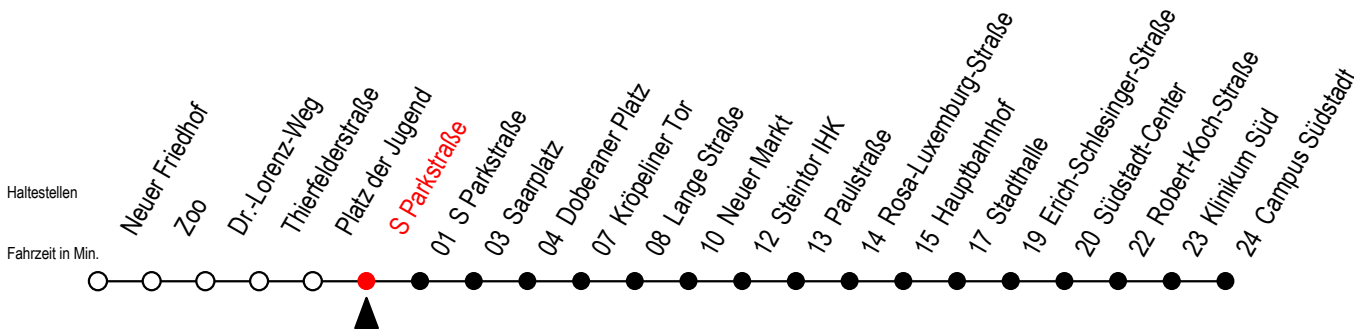 Haltestellen
Fahrzeit in Min.
Neuer Friedhof
Zoo
Dr.-Lorenz-Weg
Thierfelderstraße
Platz der Jugend
S Parkstraße
01 S Parkstraße
03 Saarplatz
04 Doberaner Platz
07 Kröpeliner Tor
08 Lange Straße
10 Neuer Markt
12 Steintor IHK
13 Paulstraße
14 Rosa-Luxemburg-Straße
15 Hauptbahnhof
17 Stadthalle
19 Erich-Schlesinger-Straße
20 Südstadt-Center
22 Robert-Koch-Straße
23 Klinikum Süd
24 Campus Südstadt